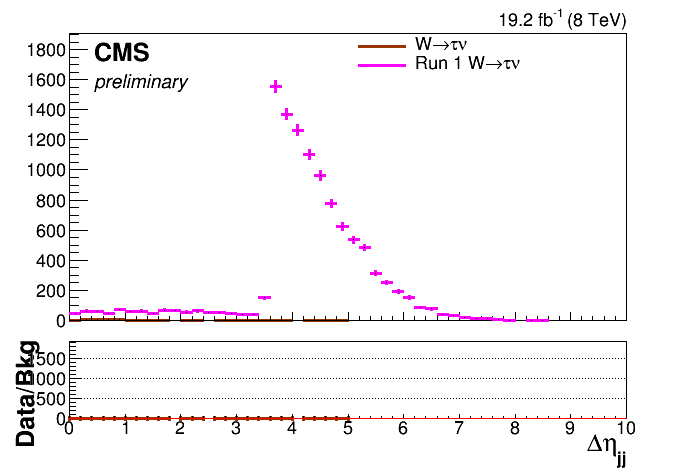 19.2 fb-1 (8 TeV)
CMS
preliminary
W→τν
Run 1 W→τν
1800
1600
1400
1200
1000
800
600
400
200
0
Data/Bkg
1500
1000
500
0
0 1 2 3 4 5 6 7 8 9 10
Δηjj